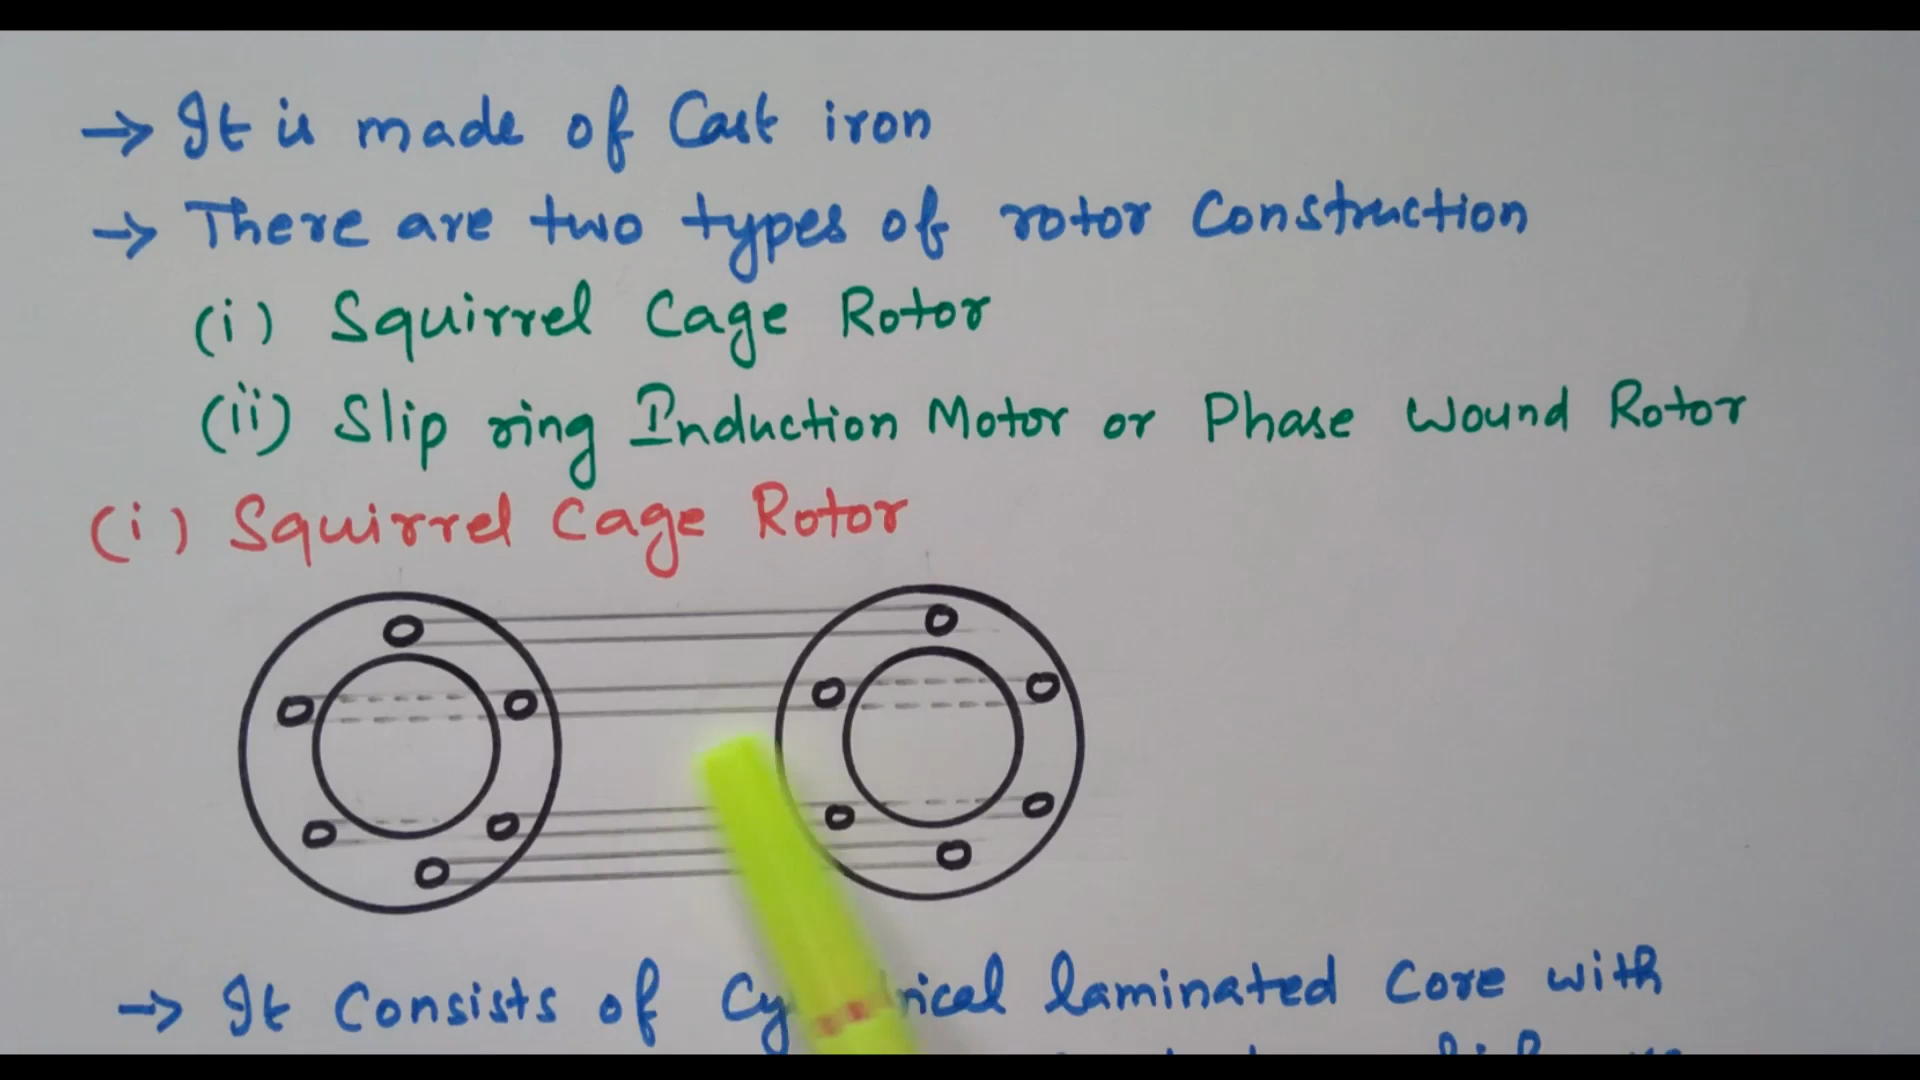 → It is made of Cast iron
→ There are two types of rotor Construction
(i) Squirrel Cage Rotor
(ii) Slip ring Induction Motor or Phase Wound Rotor
(i) Squirrel Cage Rotor
→ It Consists of laminated Core with